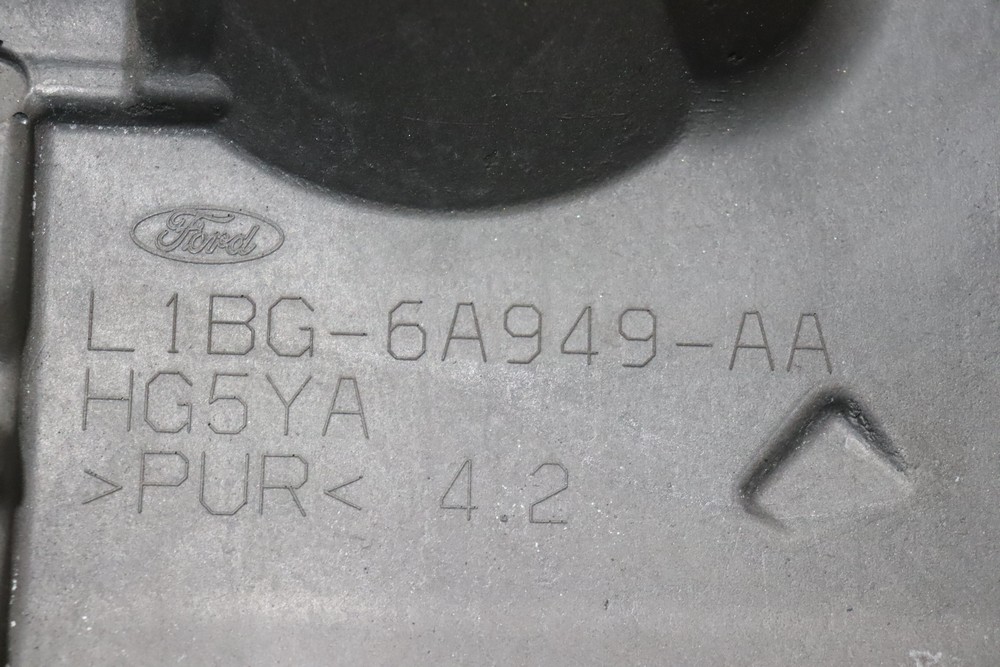 Ford
L1BG-6A949-AA
HG5YA
>PUR< 4.2